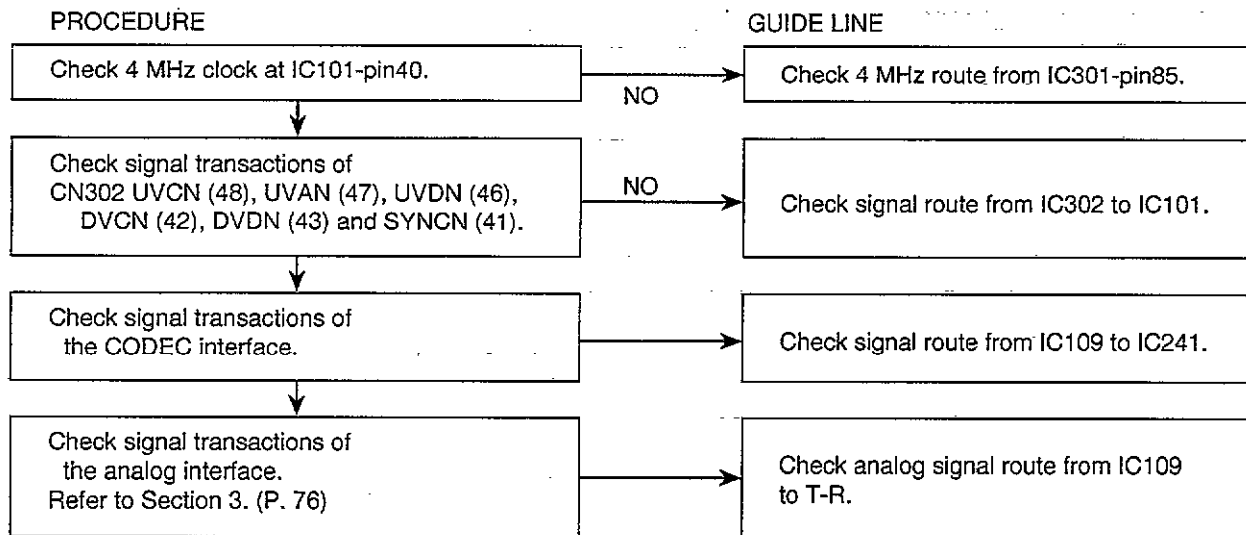 PROCEDURE
GUIDE LINE
Check 4 MHz clock at IC101-pin40.
NO
Check 4 MHz route from IC301-pin85.
Check signal transactions of
CN302 UVCN (48), UVAN (47), UVDN (46),
DVCN (42), DVDN (43) and SYNCN (41).
NO
Check signal route from IC302 to IC101.
Check signal transactions of
the CODEC interface.
Check signal route from IC109 to IC241.
Check signal transactions of
the analog interface.
Refer to Section 3. (P. 76)
Check analog signal route from IC109
to T-R.